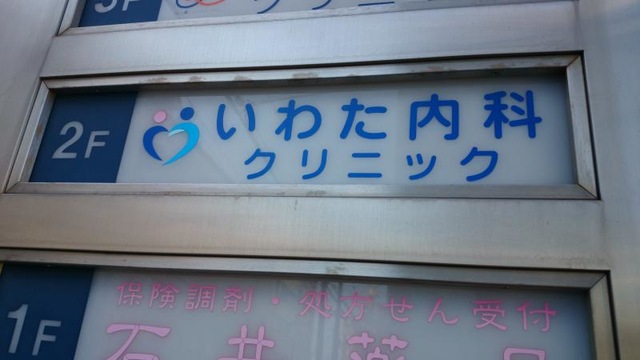 2F
いわた内科
クリニック
保険調剤・処方せん受付
1F